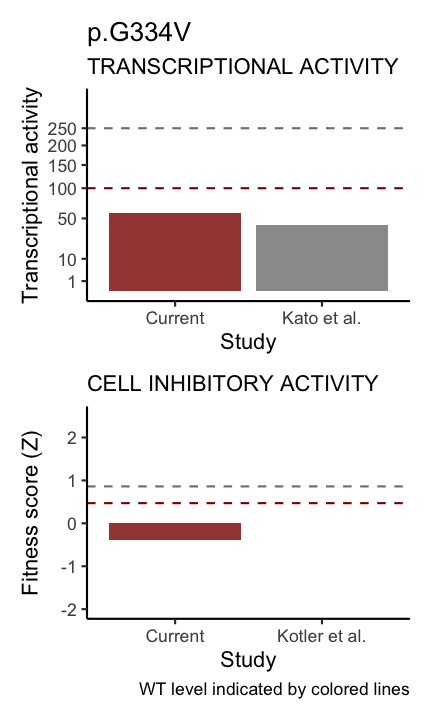 p.G334V
TRANSCRIPTIONAL ACTIVITY
Transcriptional activity
250
200
150
100
50
10
1
Current
Kato et al.
Study
CELL INHIBITORY ACTIVITY
Fitness score (Z)
2
1
0
-1
-2
Current
Kotler et al.
Study
WT level indicated by colored lines